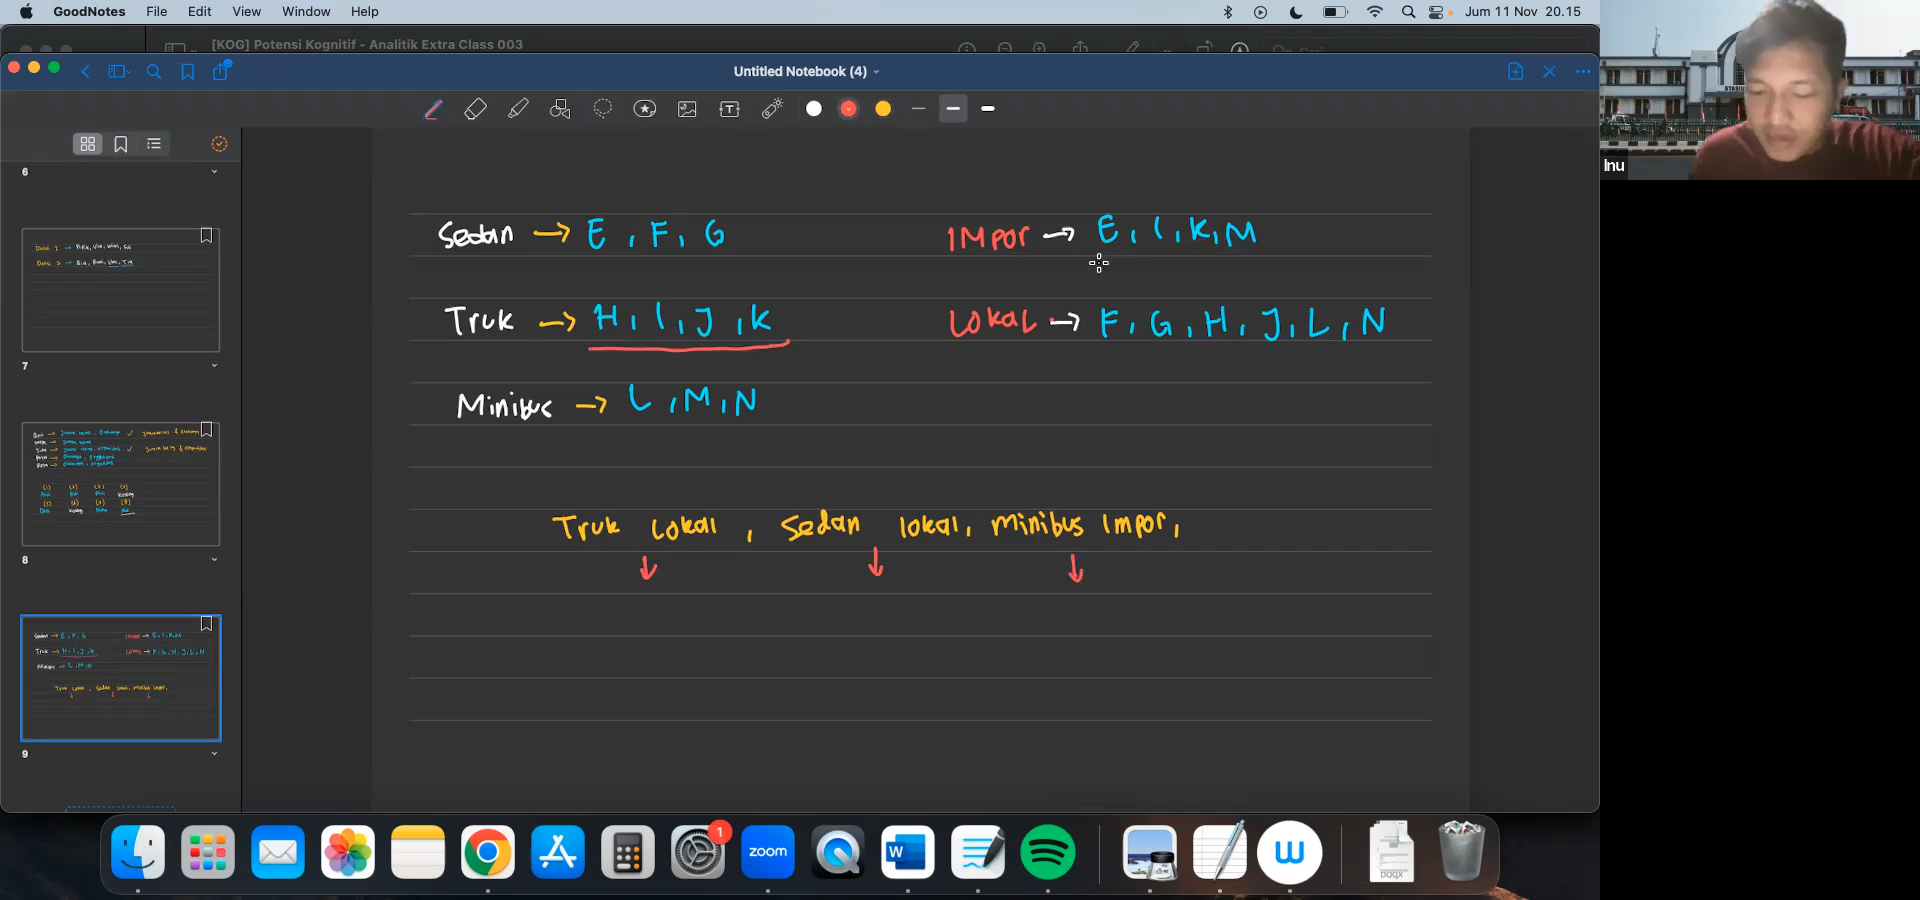 GoodNotes File Edit View Window Help
Jum 11 Nov 20.15
[KOG] Potensi Kognitif - Analitik Extra Class 003
Untitled Notebook (4)
Inu
6
7
8
9
Sedan → E, F, G
IMpor → E, I, K, M
Truk → H, I, J, K
LOKAL → F, G, H, J, L, N
Minibus → L, M, N
Truk Lokal, Sedan lokal, Minibus Impor,
1
zoom
W
DQQX